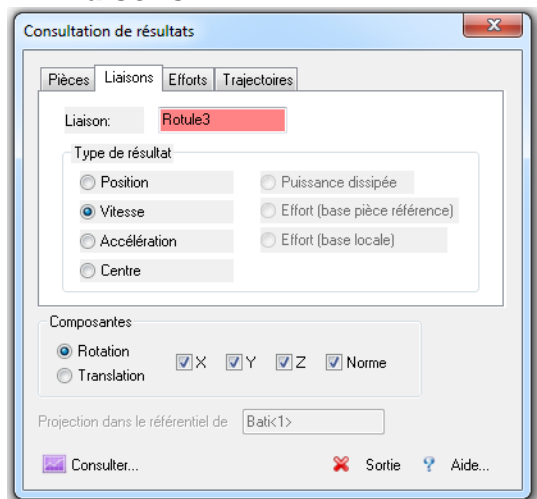 Consultation de résultats
Pièces Liaisons Efforts Trajectoires
Liaison: Rotule3
Type de résultat
Position Puissance dissipée
Vitesse Effort (base pièce référence)
Accélération Effort (base locale)
Centre
Composantes
Rotation
Translation
X Y Z Norme
Projection dans le référentiel de Bati<1>
Consulter... Sortie Aide...